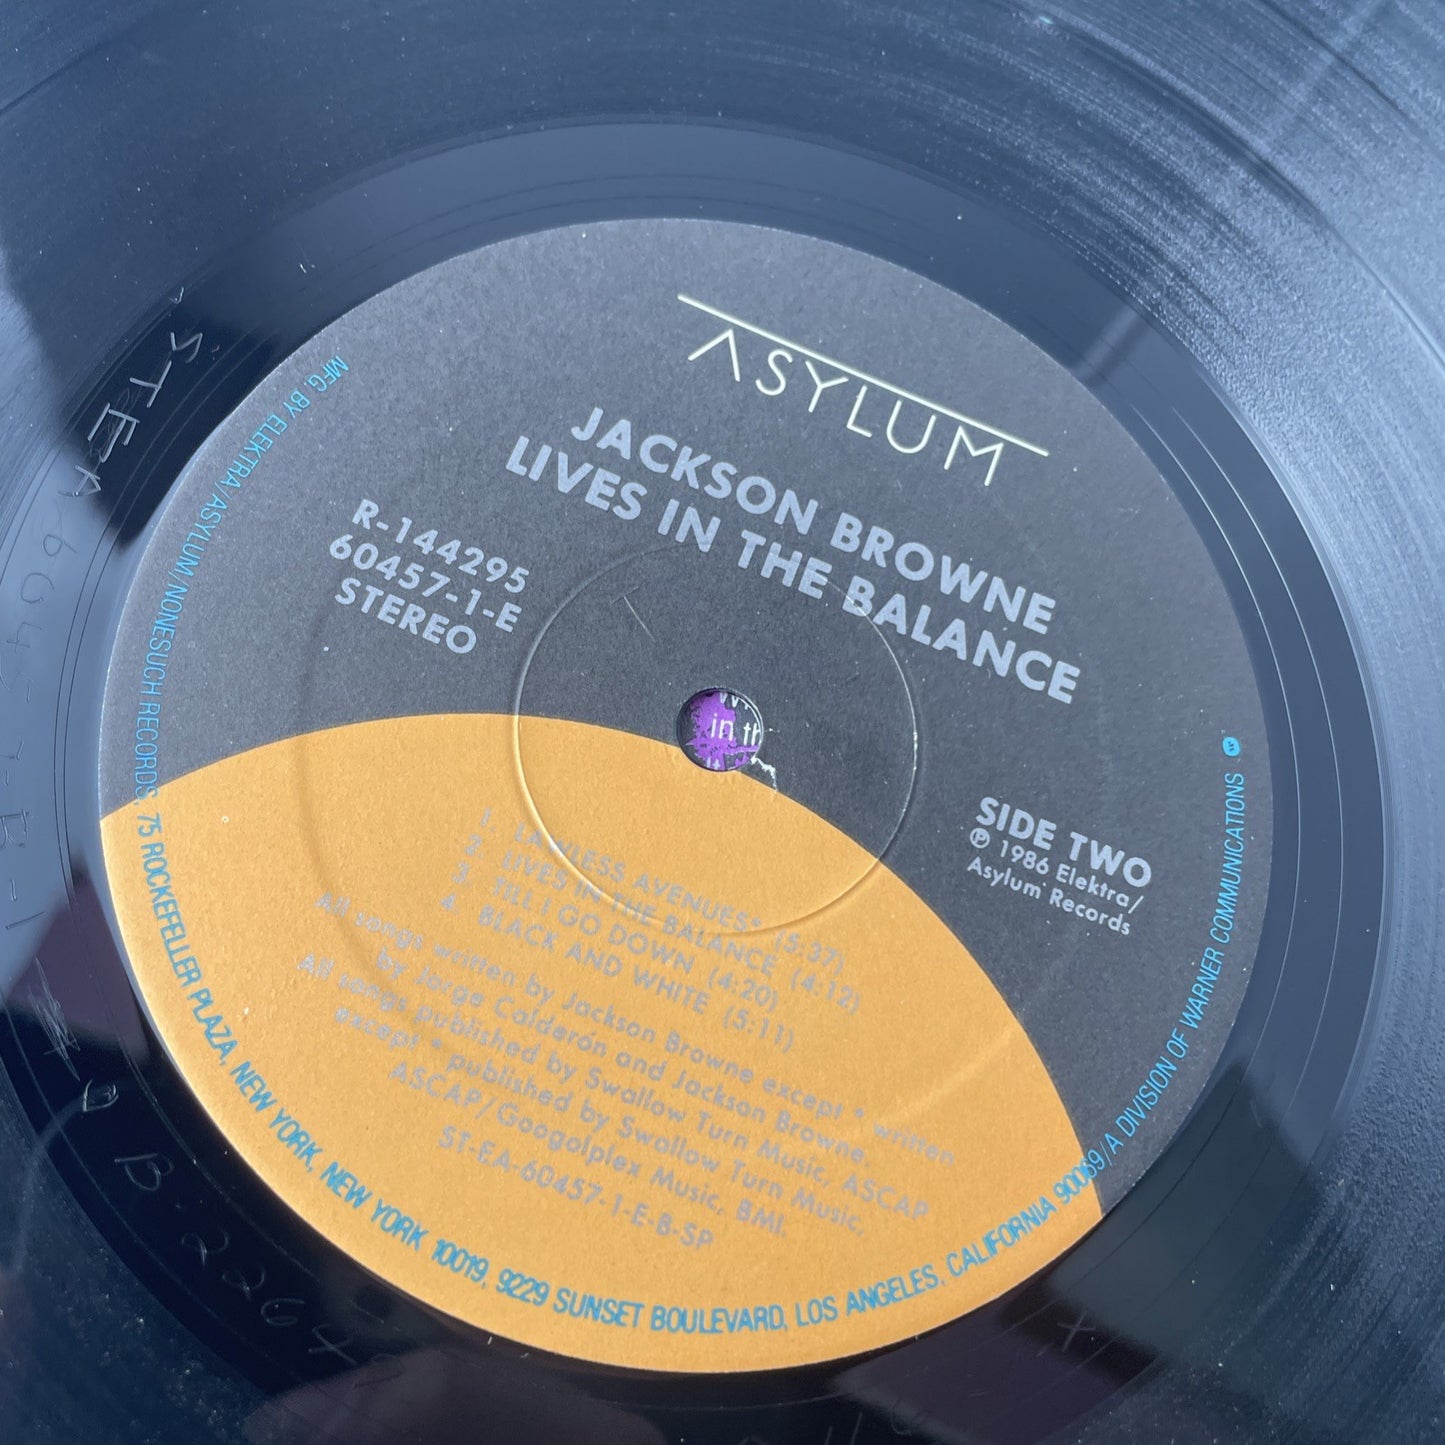 ASYLUM
JACKSON BROWNE
LIVES IN THE BALANCE
R-144295
60457-1-E
STEREO
in th
SIDE TWO
℗ 1986 Elektra/
Asylum Records
1. LAWLESS AVENUES* (5:37)
2. LIVES IN THE BALANCE (4:12)
3. TILL I GO DOWN (4:20)
4. BLACK AND WHITE (5:11)
All songs written by Jackson Browne except * written
by Jorge Calderón and Jackson Browne.
All songs published by Swallow Turn Music, ASCAP
except * published by Swallow Turn Music,
ASCAP/Googolplex Music, BMI.
ST-EA-60457-1-E-B-SP
MFG. BY ELEKTRA/ASYLUM/NONESUCH RECORDS, 75 ROCKEFELLER PLAZA, NEW YORK, NEW YORK 10019, 9229 SUNSET BOULEVARD, LOS ANGELES, CALIFORNIA 90069/A DIVISION OF WARNER COMMUNICATIONS